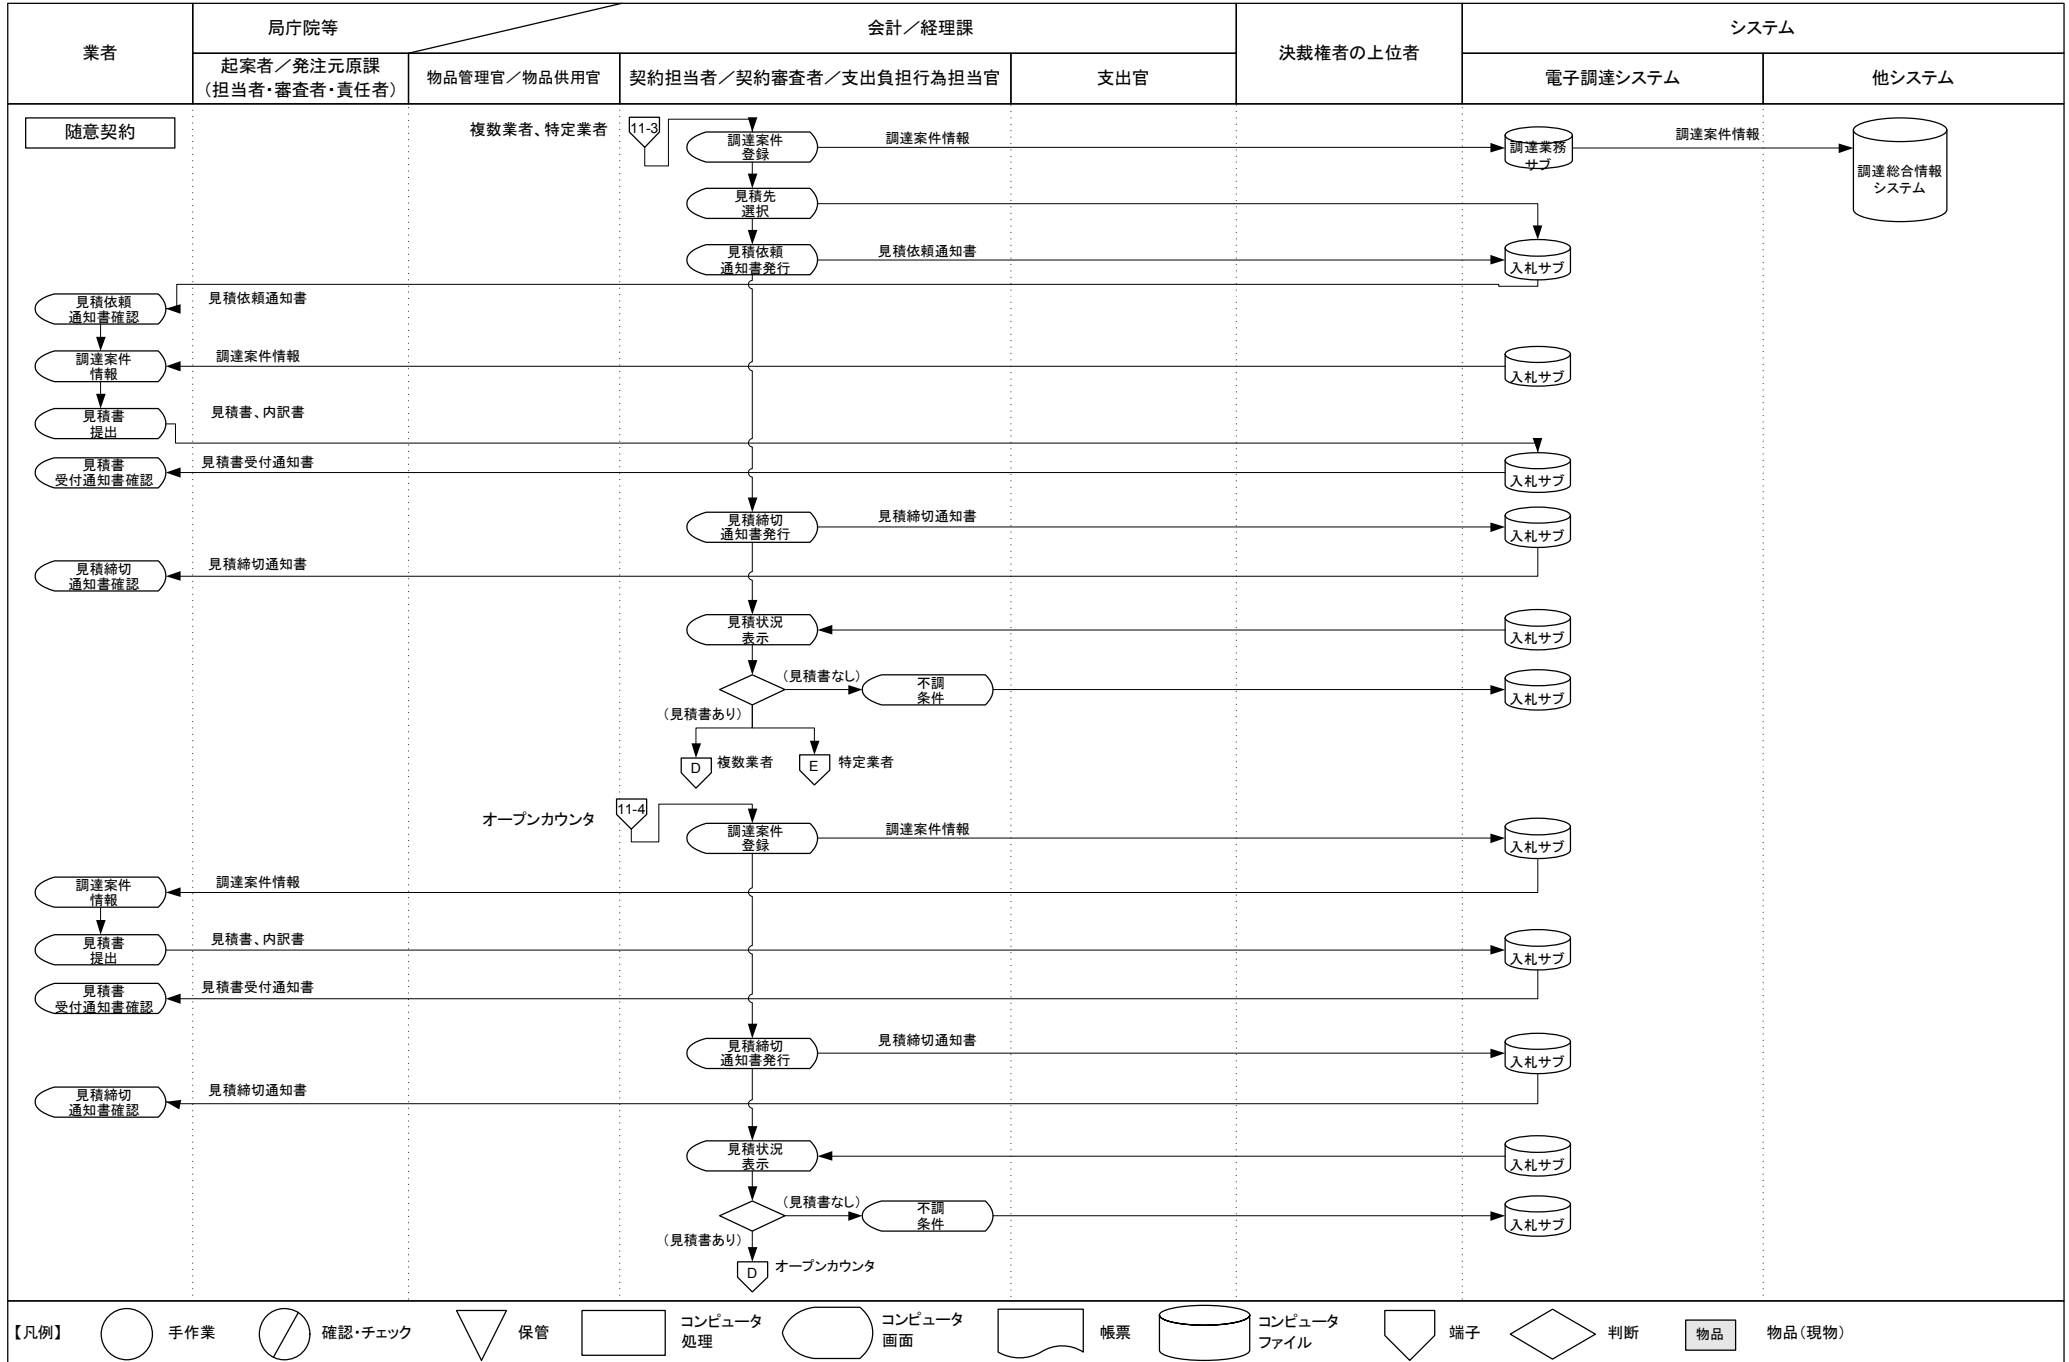 業者
局庁院等
会計／経理課
決裁権者の上位者
システム
起案者／発注元原課
（担当者・審査者・責任者）
物品管理官／物品供用官
契約担当者／契約審査者／支出負担行為担当官
支出官
電子調達システム
他システム
随意契約
複数業者、特定業者
11-3
調達案件
登録
調達案件情報
調達業務
サブ
調達案件情報
調達総合情報
システム
見積先
選択
見積依頼
通知書発行
見積依頼通知書
入札サブ
見積依頼
通知書確認
見積依頼通知書
調達案件
情報
調達案件情報
入札サブ
見積書
提出
見積書、内訳書
見積書
受付通知書確認
見積書受付通知書
入札サブ
見積締切
通知書発行
見積締切通知書
入札サブ
見積締切
通知書確認
見積締切通知書
見積状況
表示
入札サブ
（見積書なし）
不調
条件
入札サブ
（見積書あり）
D
複数業者
E
特定業者
オープンカウンタ
11-4
調達案件
登録
調達案件情報
入札サブ
調達案件
情報
調達案件情報
見積書
提出
見積書、内訳書
入札サブ
見積書
受付通知書確認
見積書受付通知書
見積締切
通知書発行
見積締切通知書
入札サブ
見積締切
通知書確認
見積締切通知書
見積状況
表示
入札サブ
（見積書なし）
不調
条件
入札サブ
（見積書あり）
D
オープンカウンタ
【凡例】
手作業
確認・チェック
保管
コンピュータ
処理
コンピュータ
画面
帳票
コンピュータ
ファイル
端子
判断
物品
物品（現物）